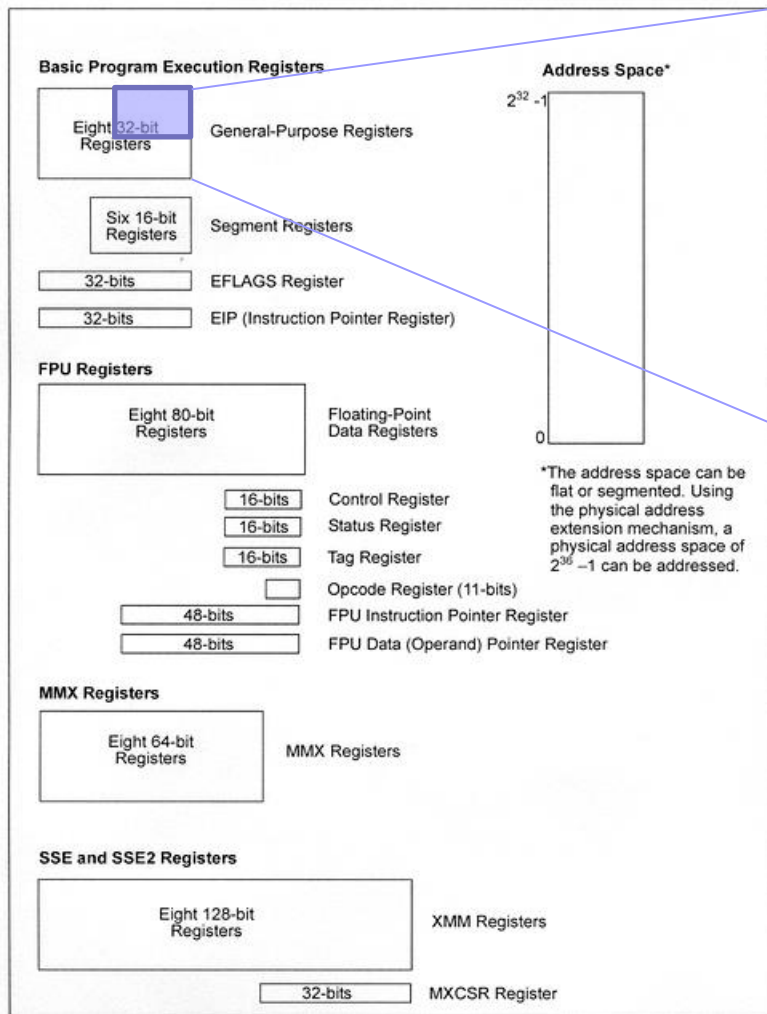 Basic Program Execution Registers
Eight 32-bit
Registers
General-Purpose Registers
Six 16-bit
Registers
Segment Registers
32-bits
EFLAGS Register
32-bits
EIP (Instruction Pointer Register)
FPU Registers
Eight 80-bit
Registers
Floating-Point
Data Registers
16-bits
Control Register
16-bits
Status Register
16-bits
Tag Register
Opcode Register (11-bits)
48-bits
FPU Instruction Pointer Register
48-bits
FPU Data (Operand) Pointer Register
MMX Registers
Eight 64-bit
Registers
MMX Registers
SSE and SSE2 Registers
Eight 128-bit
Registers
XMM Registers
32-bits
MXCSR Register
Address Space*
2³² -1
0
*The address space can be
flat or segmented. Using
the physical address
extension mechanism, a
physical address space of
2³⁶ –1 can be addressed.